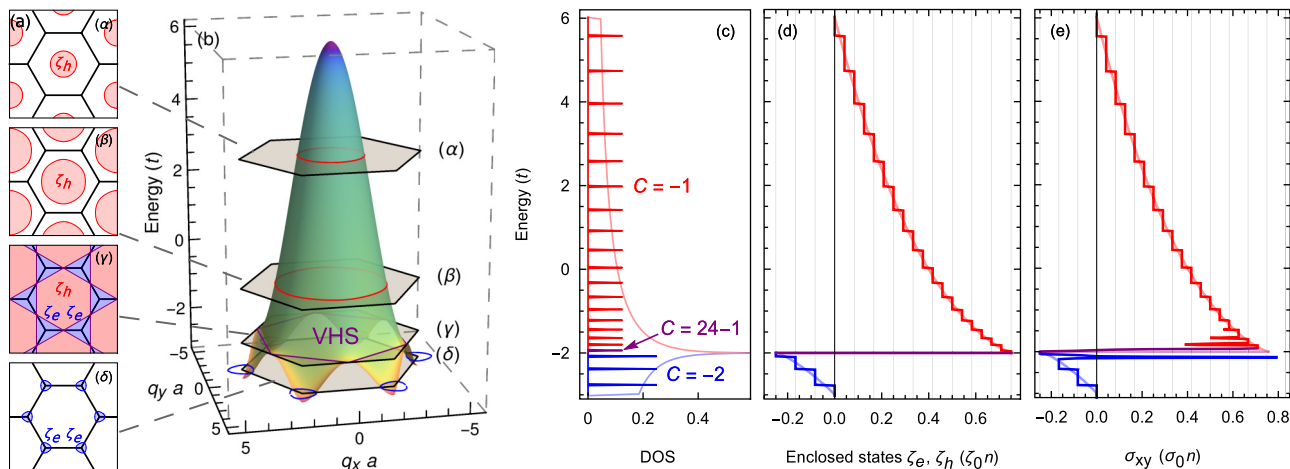 (a)
(α)
ζh
(β)
ζh
(γ)
ζh
ζe ζe
(δ)
ζe ζe
(b)
Energy (t)
6
4
2
0
−2
−5
0
5
qy a
5
0
−5
qx a
(α)
(β)
(γ)
(δ)
VHS
(c)
Energy (t)
6
4
2
0
−2
C = −1
C = 24−1
C = −2
0.0
0.2
0.4
DOS
(d)
−0.2
0.0
0.2
0.4
0.6
Enclosed states ζe, ζh (ζ0n)
(e)
−0.2
0.0
0.2
0.4
0.6
0.8
σxy (σ0n)